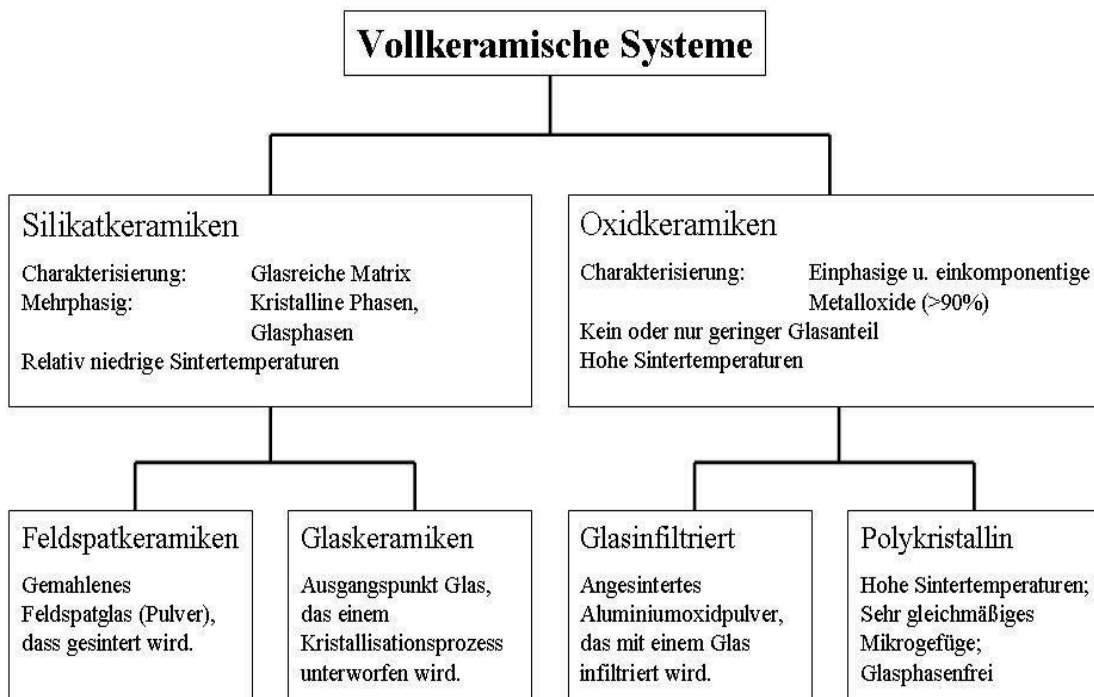 Vollkeramische Systeme
Silikatkeramiken
Charakterisierung: Glasreiche Matrix
Mehrphasig: Kristalline Phasen,
Glasphasen
Relativ niedrige Sintertemperaturen
Oxidkeramiken
Charakterisierung: Einphasige u. einkomponentige
Metalloxide (>90%)
Kein oder nur geringer Glasanteil
Hohe Sintertemperaturen
Feldspatkeramiken
Gemahlenes
Feldspatglas (Pulver),
dass gesintert wird.
Glaskeramiken
Ausgangspunkt Glas,
das einem
Kristallisationsprozess
unterworfen wird.
Glasinfiltriert
Angesintertes
Aluminiumoxidpulver,
das mit einem Glas
infiltriert wird.
Polykristallin
Hohe Sintertemperaturen;
Sehr gleichmäßiges
Mikrogefüge;
Glasphasenfrei